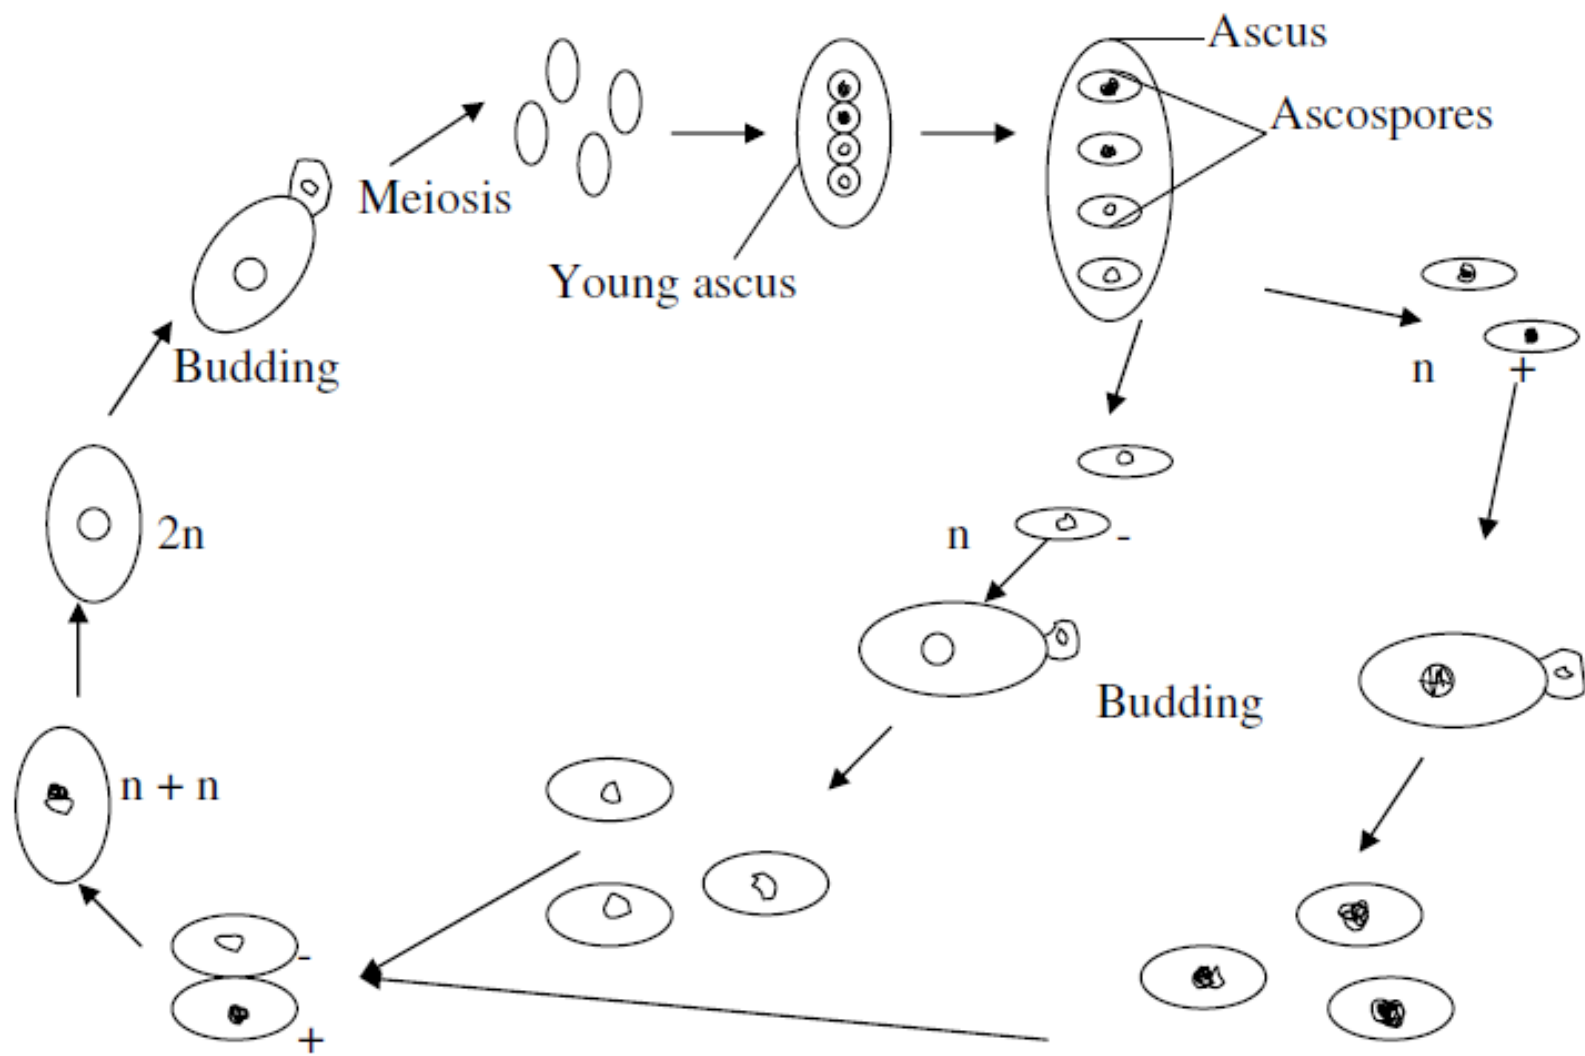 Ascus
Ascospores
Meiosis
Young ascus
Budding
n +
2n
n -
Budding
n + n
-
+